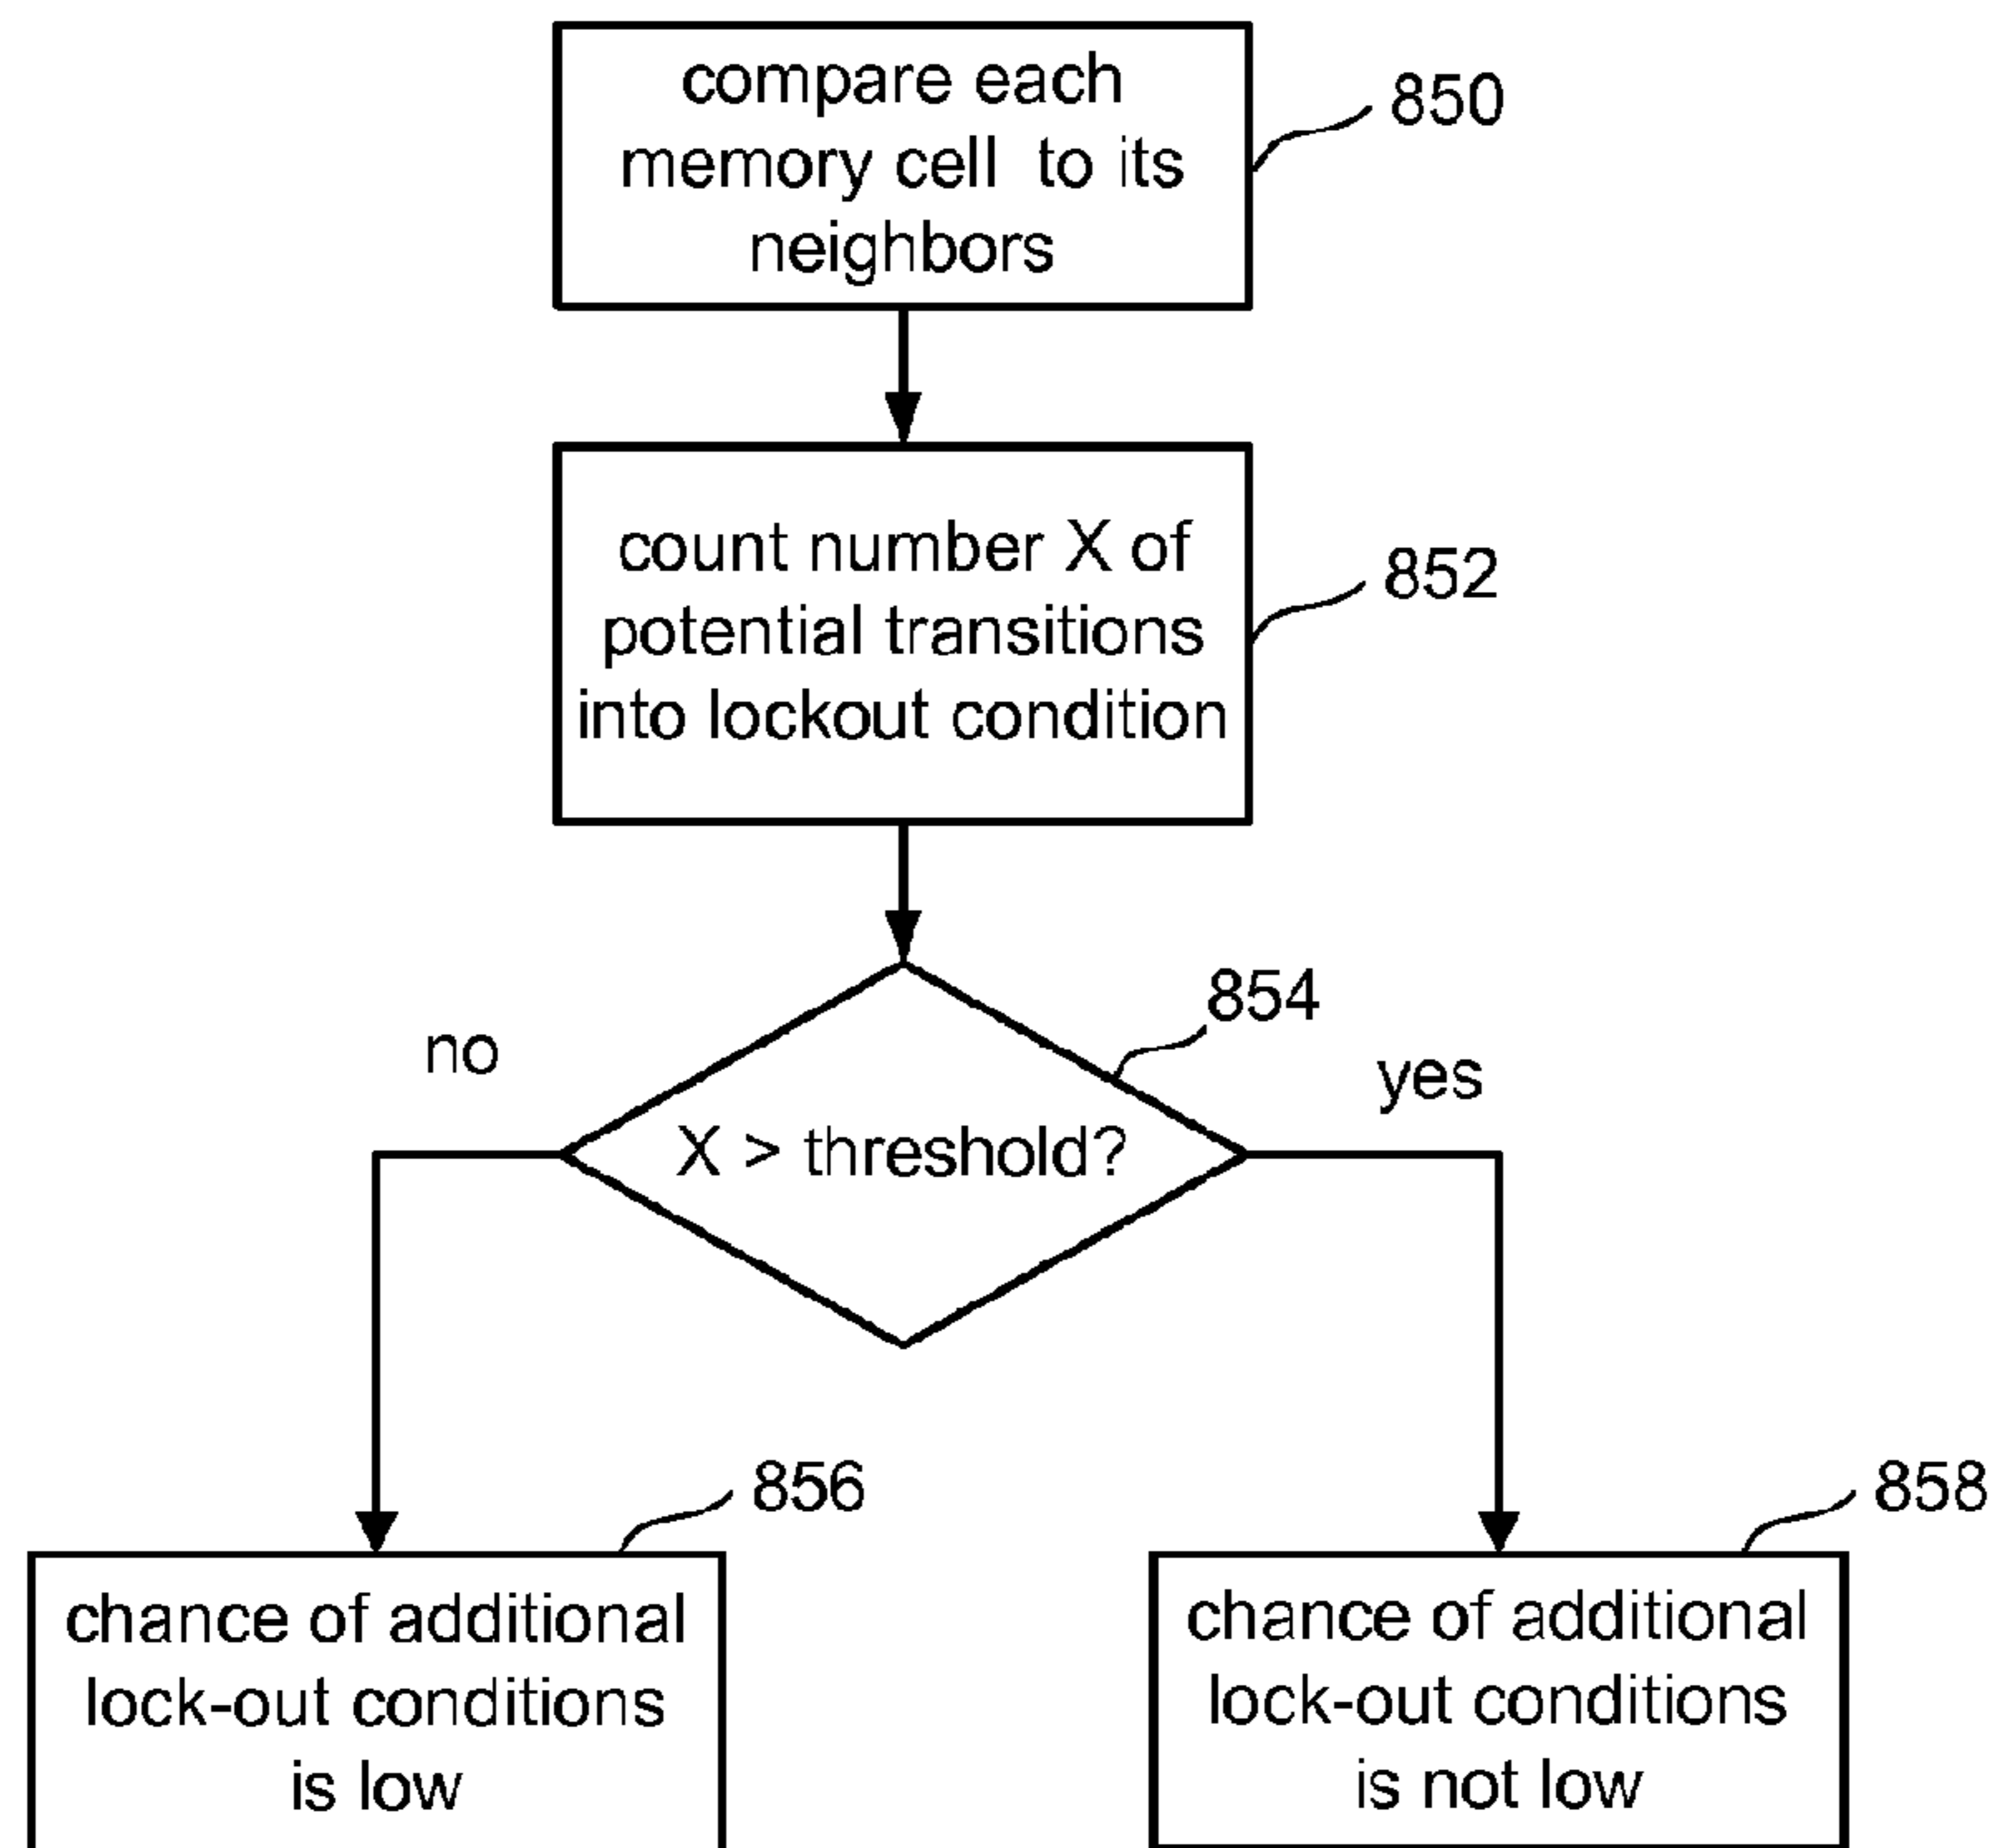 compare each
memory cell to its
neighbors
850
count number X of
potential transitions
into lockout condition
852
854
no
yes
X > threshold?
856
858
chance of additional
lock-out conditions
is low
chance of additional
lock-out conditions
is not low